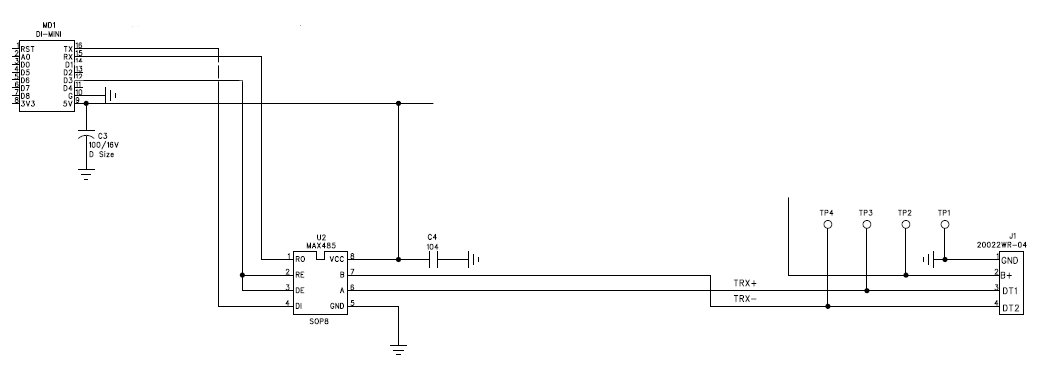 MD1
DI-MINI
1 RST TX 16
2 A0 RX 15
3 D0 D1 14
4 D5 D2 13
5 D6 D3 12
6 D7 D4 11
7 D8 G 10
8 3V3 5V 9
C3
100/16V
D Size
TP4 TP3 TP2 TP1
J1
20022WR-04
U2
MAX485
C4
104
1 RO VCC 8
2 RE B 7
3 DE A 6
4 DI GND 5
SOP8
TRX+
TRX-
1 GND
2 B+
3 DT1
4 DT2